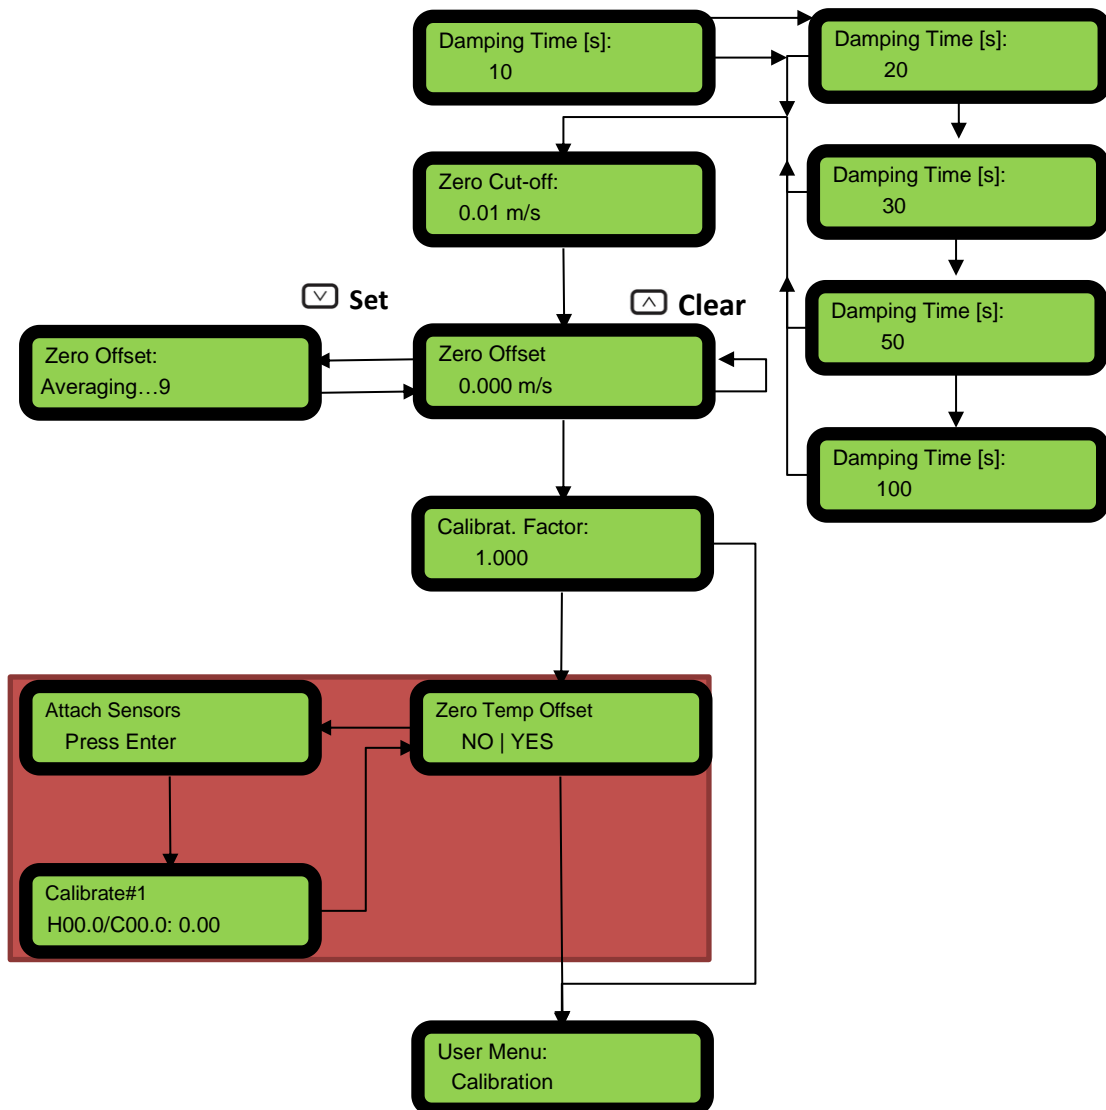 Damping Time [s]:
10
Damping Time [s]:
20
Zero Cut-off:
0.01 m/s
Damping Time [s]:
30
Set
Clear
Damping Time [s]:
50
Zero Offset:
Averaging...9
Zero Offset
0.000 m/s
Damping Time [s]:
100
Calibrat. Factor:
1.000
Attach Sensors
Press Enter
Zero Temp Offset
NO | YES
Calibrate#1
H00.0/C00.0: 0.00
User Menu:
Calibration